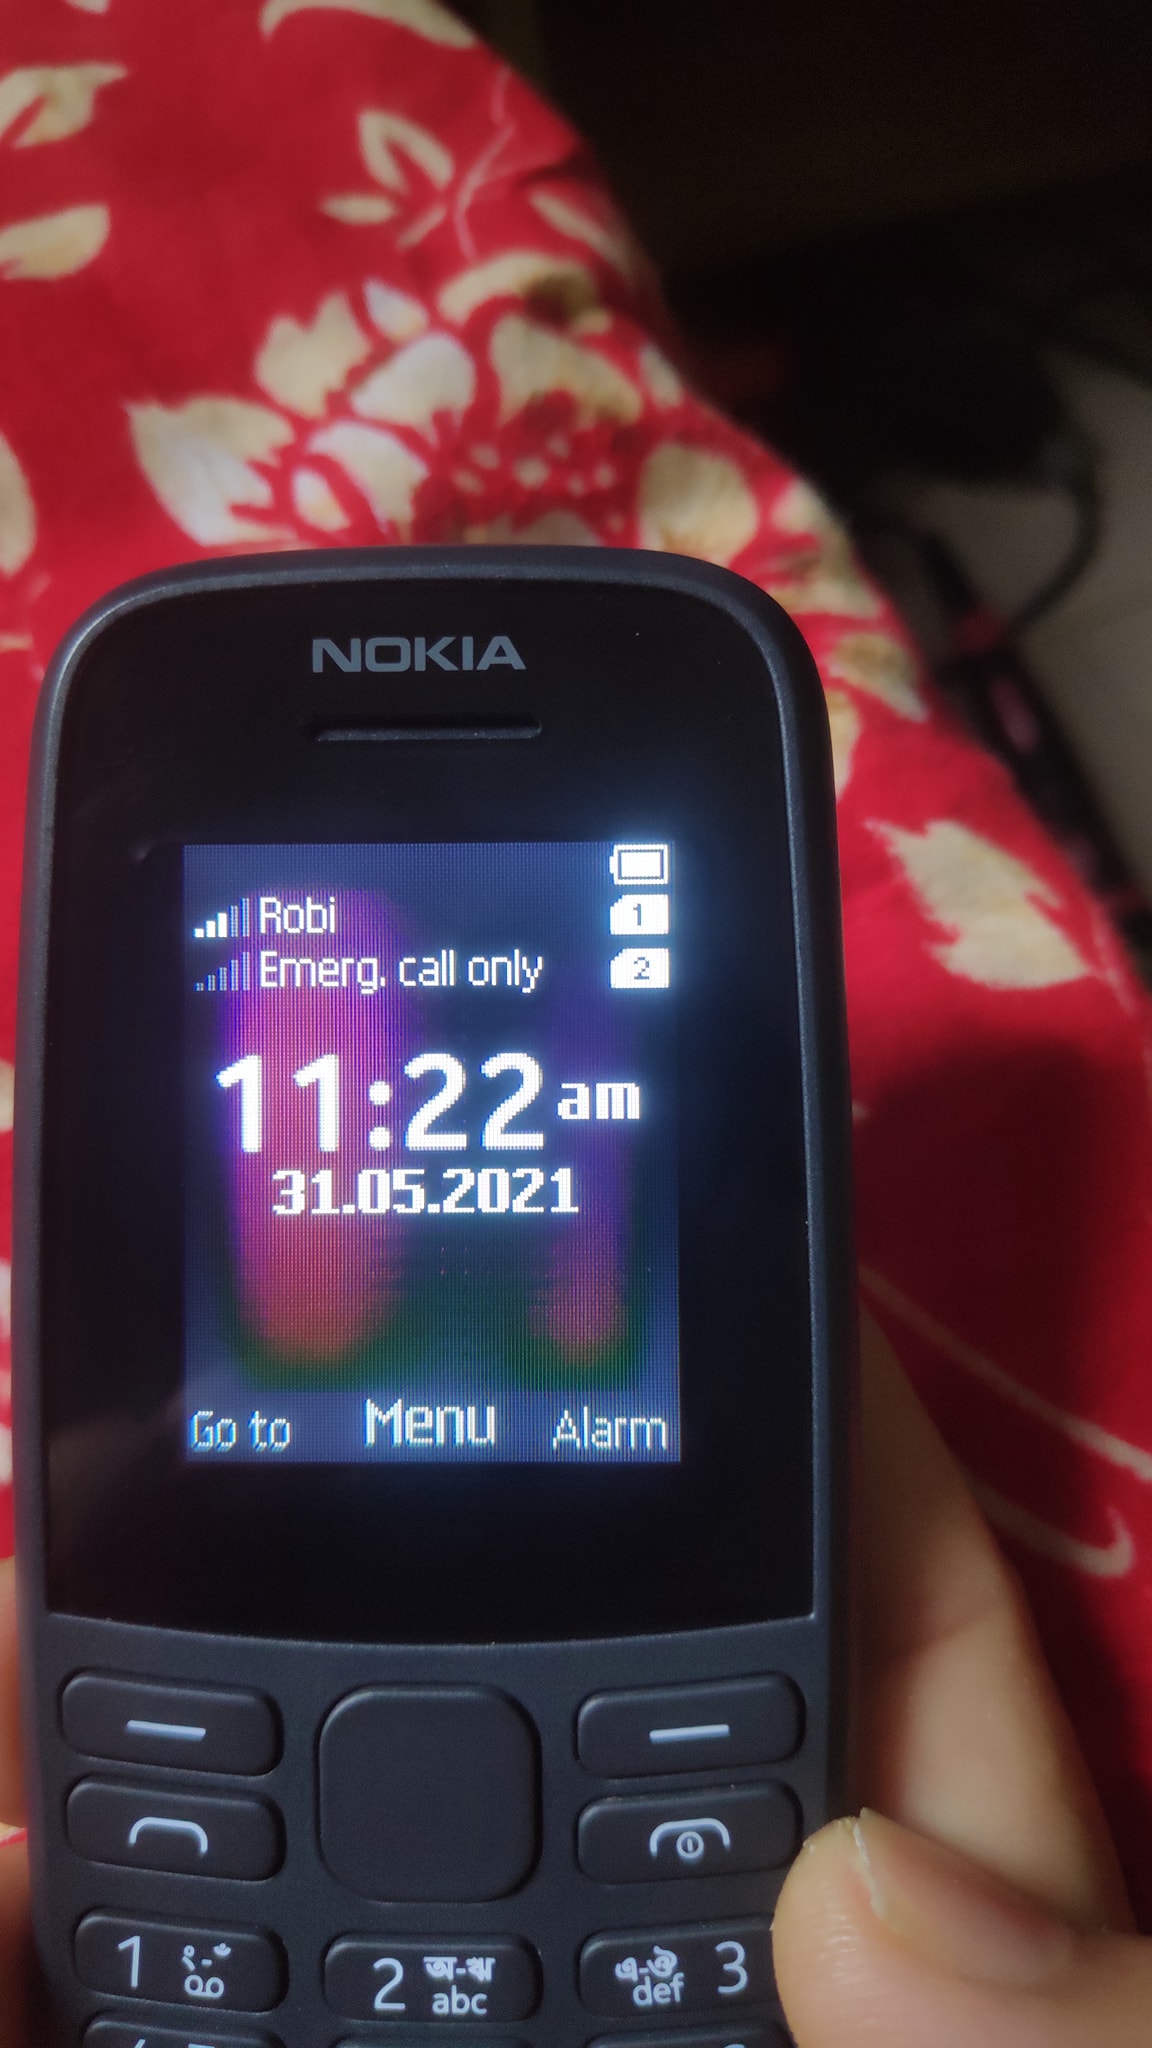 NOKIA
Robi
1
Emerg. call only
2
11:22 am
31.05.2021
Go to Menu Alarm
1 ং-ঁ
2 অ-ঋ abc
এ-ঔ def 3